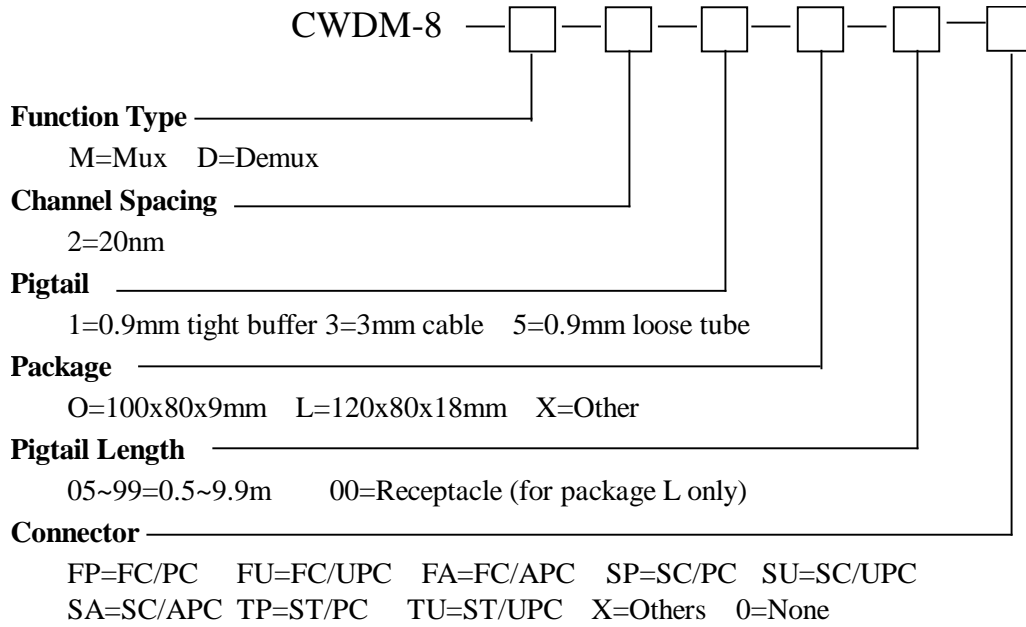 CWDM-8
Function Type
M=Mux D=Demux
Channel Spacing
2=20nm
Pigtail
1=0.9mm tight buffer 3=3mm cable 5=0.9mm loose tube
Package
O=100x80x9mm L=120x80x18mm X=Other
Pigtail Length
05~99=0.5~9.9m 00=Receptacle (for package L only)
Connector
FP=FC/PC FU=FC/UPC FA=FC/APC SP=SC/PC SU=SC/UPC
SA=SC/APC TP=ST/PC TU=ST/UPC X=Others 0=None